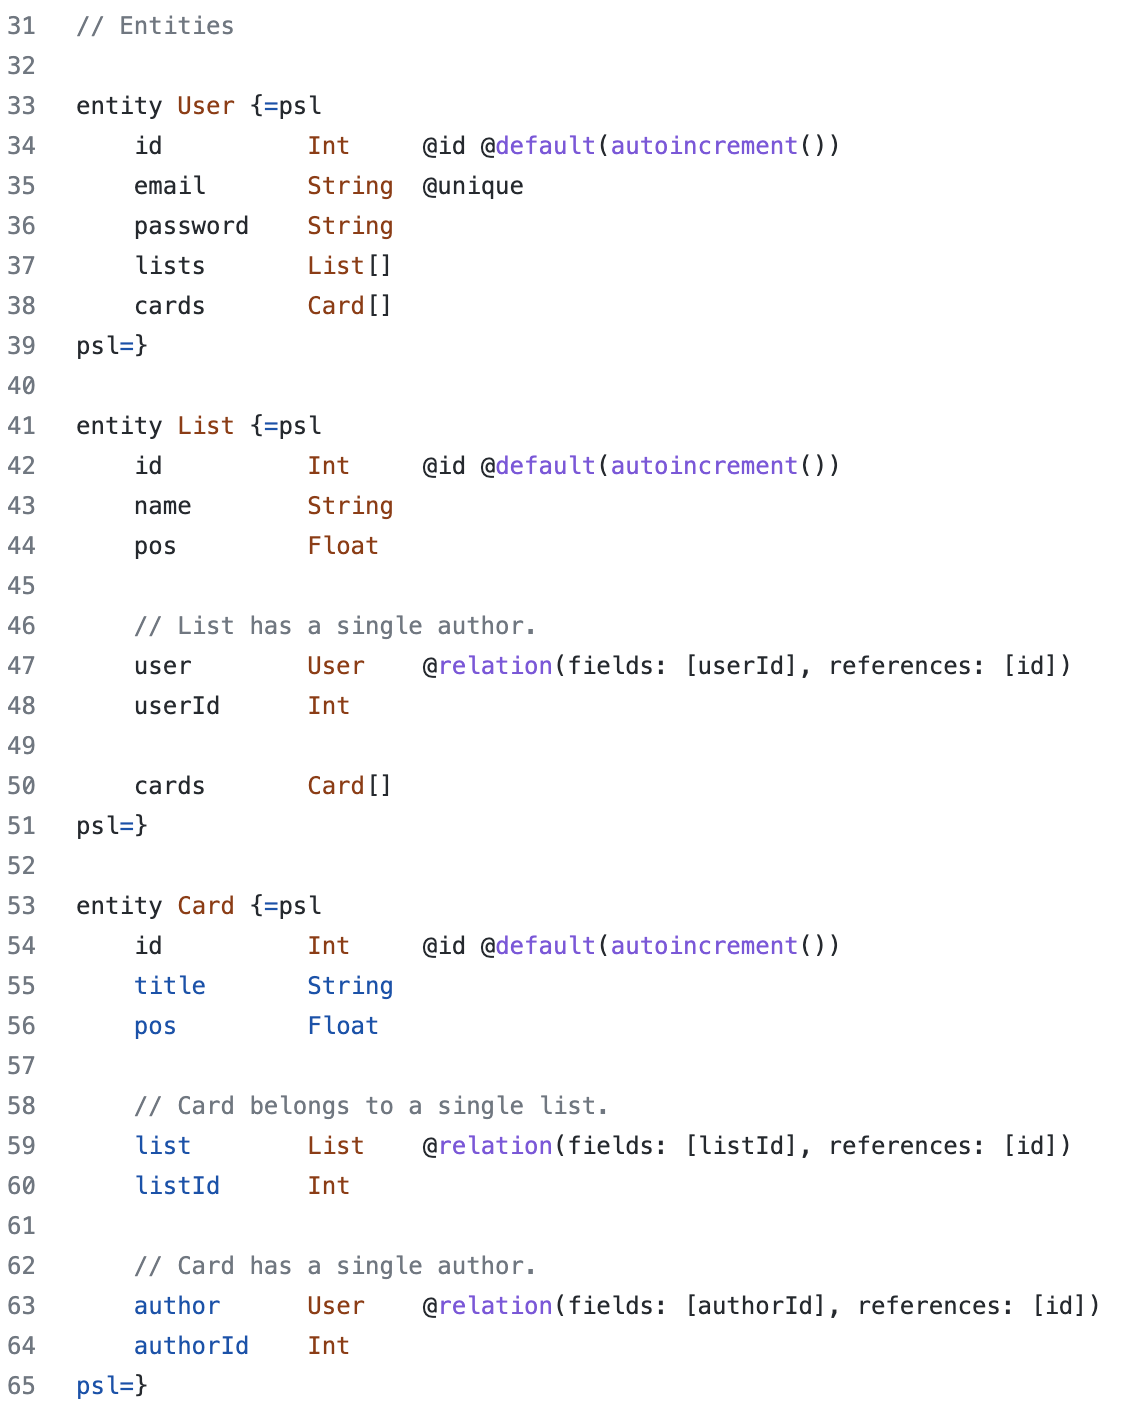 31 // Entities
32
33 entity User {=psl
34     id          Int     @id @default(autoincrement())
35     email       String  @unique
36     password    String
37     lists       List[]
38     cards       Card[]
39 psl=}
40
41 entity List {=psl
42     id          Int     @id @default(autoincrement())
43     name        String
44     pos         Float
45
46     // List has a single author.
47     user        User    @relation(fields: [userId], references: [id])
48     userId      Int
49
50     cards       Card[]
51 psl=}
52
53 entity Card {=psl
54     id          Int     @id @default(autoincrement())
55     title       String
56     pos         Float
57
58     // Card belongs to a single list.
59     list        List    @relation(fields: [listId], references: [id])
60     listId      Int
61
62     // Card has a single author.
63     author      User    @relation(fields: [authorId], references: [id])
64     authorId    Int
65 psl=}